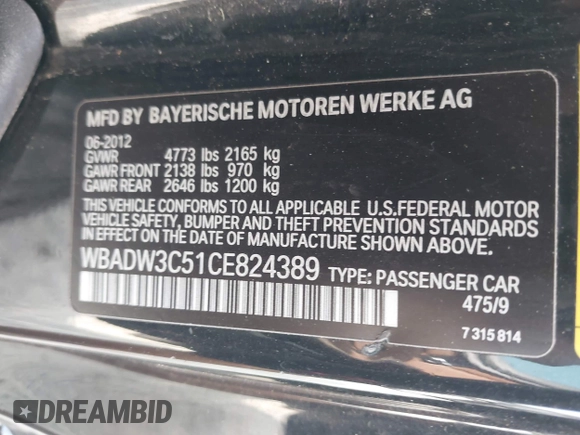 MFD BY BAYERISCHE MOTOREN WERKE AG
06-2012
GVWR 4773 lbs 2165 kg
GAWR FRONT 2138 lbs 970 kg
GAWR REAR 2646 lbs 1200 kg
THIS VEHICLE CONFORMS TO ALL APPLICABLE U.S.FEDERAL MOTOR
VEHICLE SAFETY, BUMPER AND THEFT PREVENTION STANDARDS
IN EFFECT ON THE DATE OF MANUFACTURE SHOWN ABOVE.
WBADW3C51CE824389 TYPE: PASSENGER CAR
475/9
7 315 814
DREAMBID